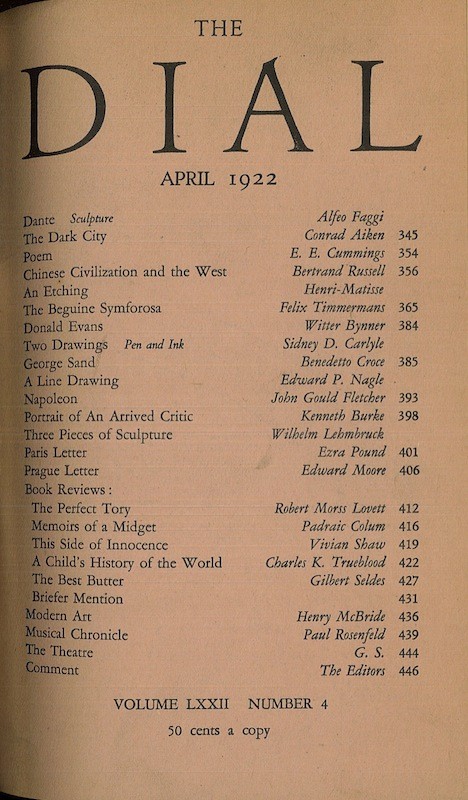 THE
DIAL
APRIL 1922
Dante Sculpture Alfeo Faggi
The Dark City Conrad Aiken 345
Poem E. E. Cummings 354
Chinese Civilization and the West Bertrand Russell 356
An Etching Henri-Matisse
The Beguine Symforosa Felix Timmermans 365
Donald Evans Witter Bynner 384
Two Drawings Pen and Ink Sidney D. Carlyle
George Sand Benedetto Croce 385
A Line Drawing Edward P. Nagle
Napoleon John Gould Fletcher 393
Portrait of An Arrived Critic Kenneth Burke 398
Three Pieces of Sculpture Wilhelm Lehmbruck
Paris Letter Ezra Pound 401
Prague Letter Edward Moore 406
Book Reviews:
The Perfect Tory Robert Morss Lovett 412
Memoirs of a Midget Padraic Colum 416
This Side of Innocence Vivian Shaw 419
A Child's History of the World Charles K. Trueblood 422
The Best Butter Gilbert Seldes 427
Briefer Mention 431
Modern Art Henry McBride 436
Musical Chronicle Paul Rosenfeld 439
The Theatre G. S. 444
Comment The Editors 446
VOLUME LXXII NUMBER 4
50 cents a copy